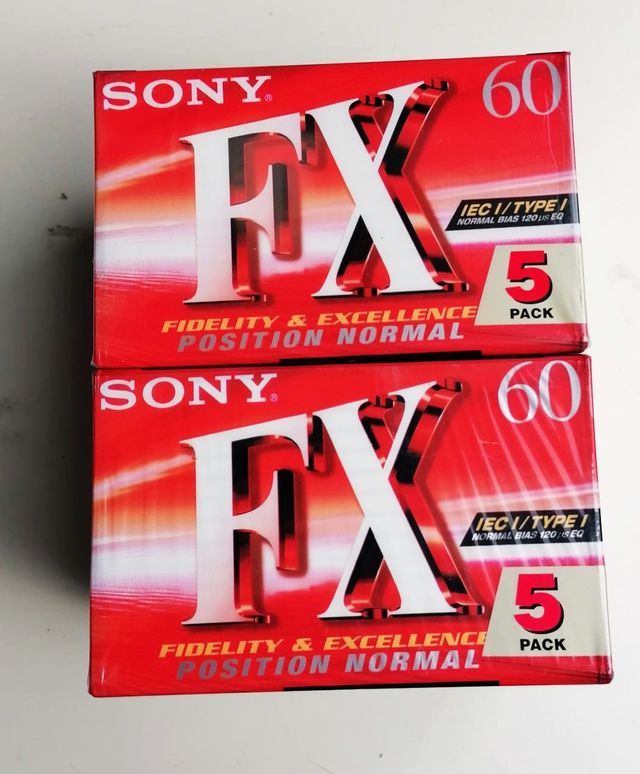 SONY® 60
FX
IEC I / TYPE I
NORMAL BIAS 120 µs EQ
5
PACK
FIDELITY & EXCELLENCE
POSITION NORMAL
SONY® 60
FX
IEC I / TYPE I
NORMAL BIAS 120 µs EQ
5
PACK
FIDELITY & EXCELLENCE
POSITION NORMAL